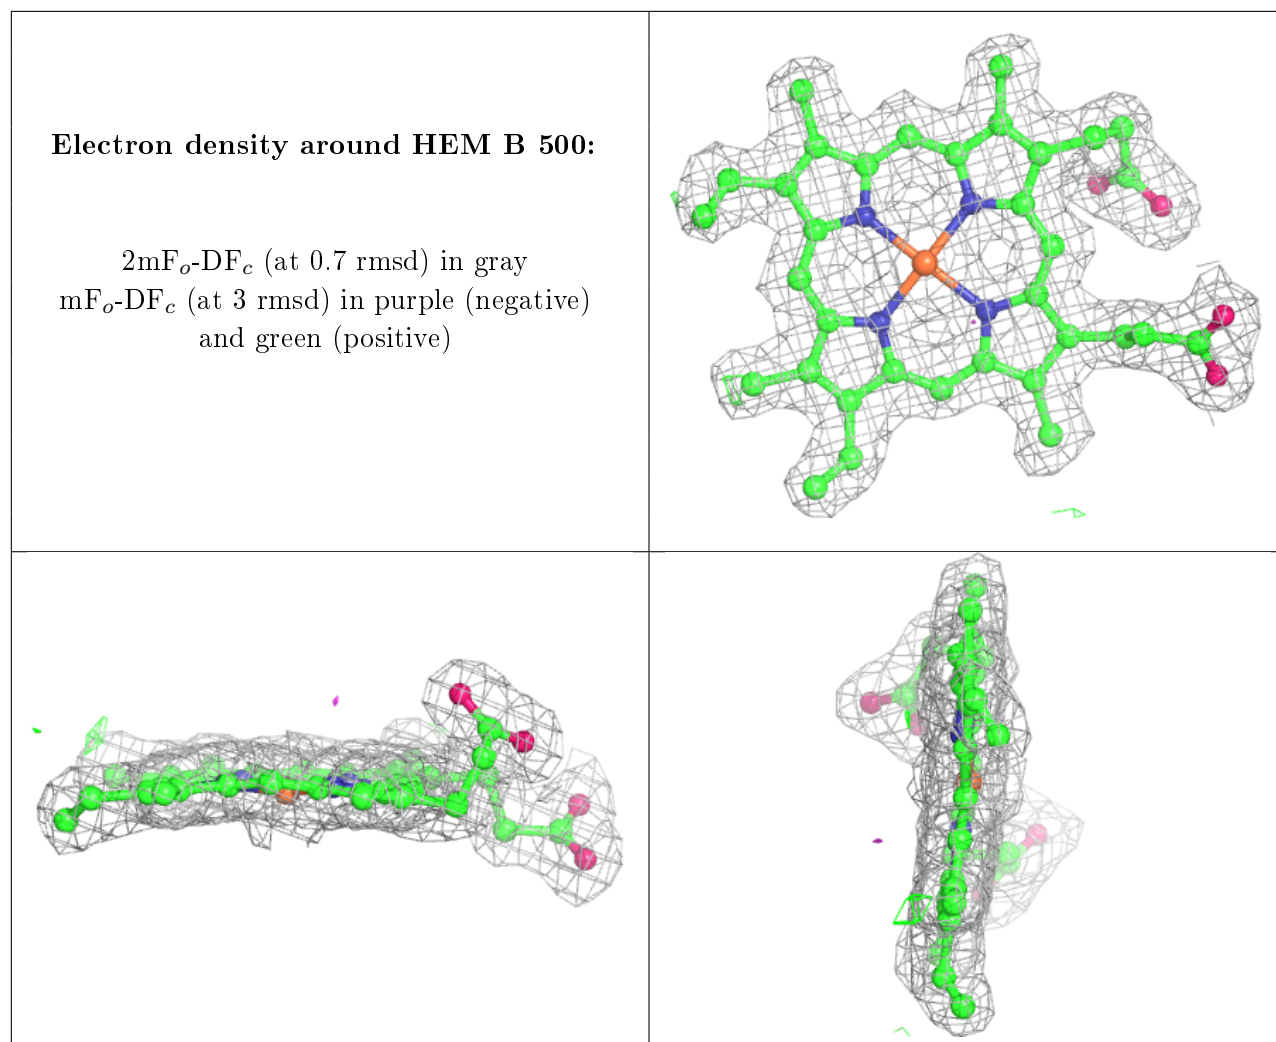 Electron density around HEM B 500:
2mFₒ-DF𝒸 (at 0.7 rmsd) in gray
mFₒ-DF𝒸 (at 3 rmsd) in purple (negative)
and green (positive)